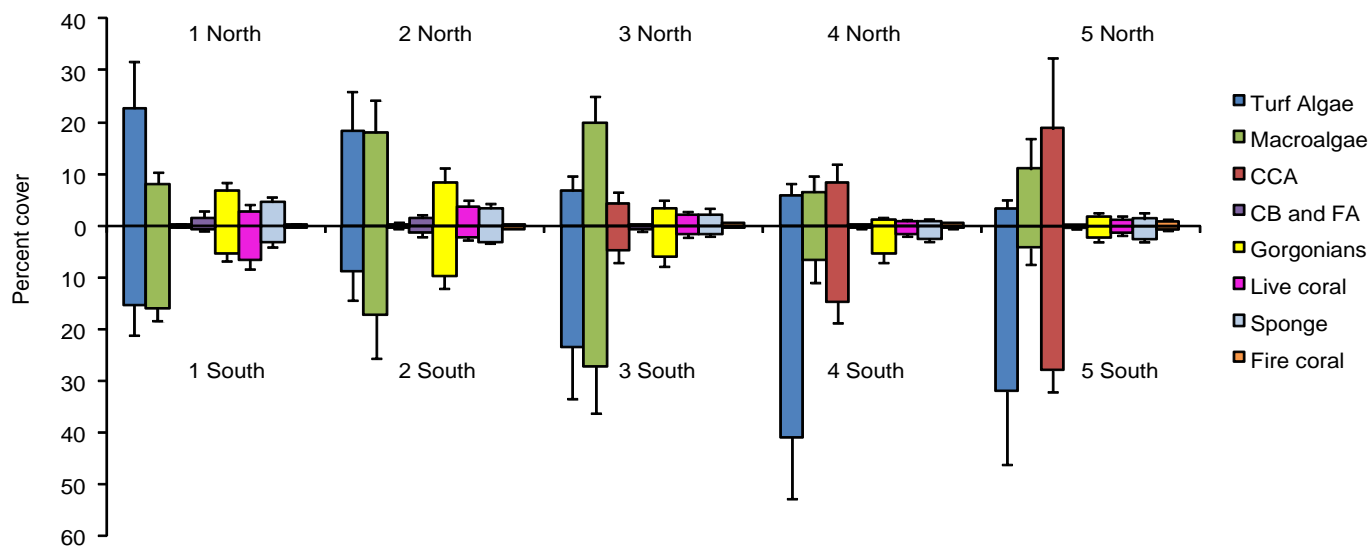 40
30
20
10
0
10
20
30
40
50
60
Percent cover
1 North 2 North 3 North 4 North 5 North
1 South 2 South 3 South 4 South 5 South
Turf Algae
Macroalgae
CCA
CB and FA
Gorgonians
Live coral
Sponge
Fire coral